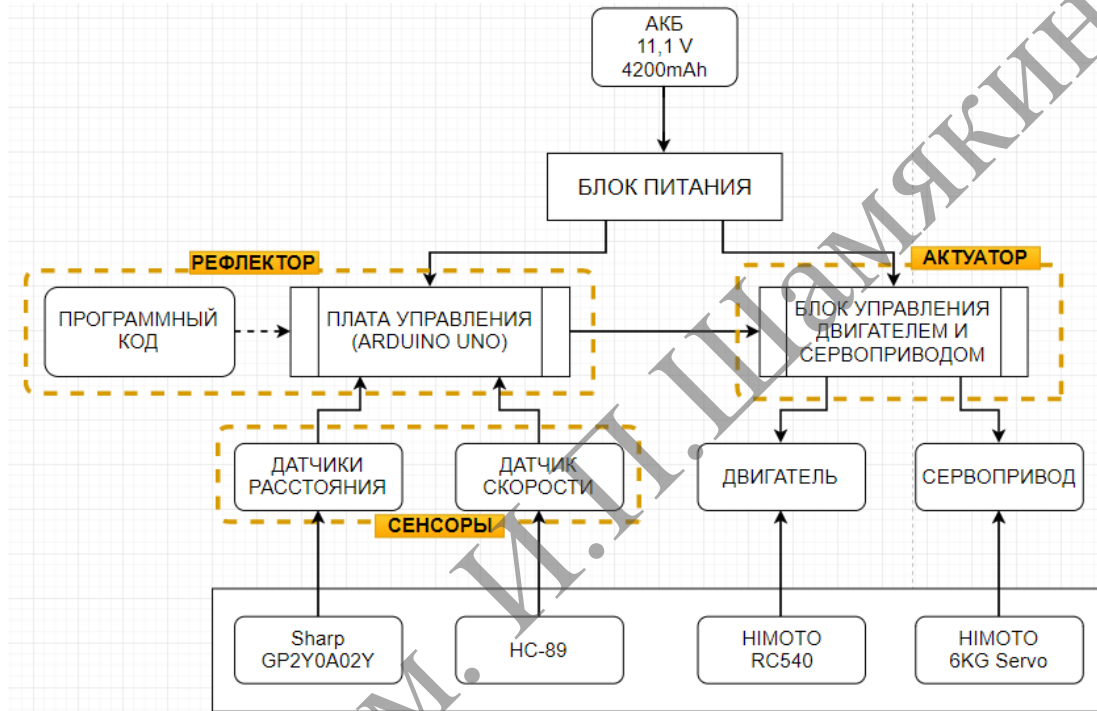 АКБ
11,1 V
4200mAh
БЛОК ПИТАНИЯ
РЕФЛЕКТОР
АКТУАТОР
ПРОГРАММНЫЙ
КОД
ПЛАТА УПРАВЛЕНИЯ
(ARDUINO UNO)
БЛОК УПРАВЛЕНИЯ
ДВИГАТЕЛЕМ И
СЕРВОПРИВОДОМ
ДАТЧИКИ
РАССТОЯНИЯ
ДАТЧИК
СКОРОСТИ
ДВИГАТЕЛЬ
СЕРВОПРИВОД
СЕНСОРЫ
Sharp
GP2Y0A02Y
HC-89
HIMOTO
RC540
HIMOTO
6KG Servo
м. И.П.Шамякин